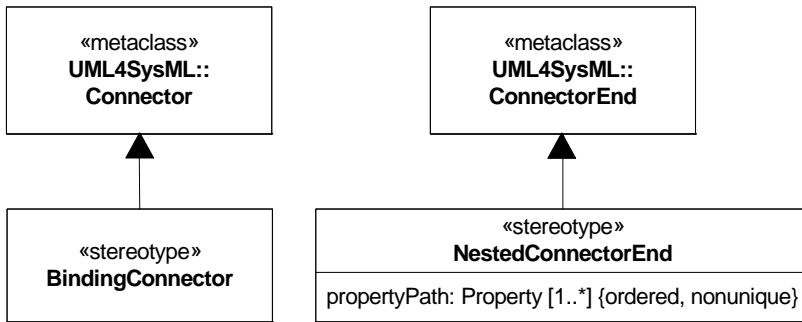 «metaclass»
UML4SysML::
Connector
«metaclass»
UML4SysML::
ConnectorEnd
«stereotype»
BindingConnector
«stereotype»
NestedConnectorEnd
propertyPath: Property [1..*] {ordered, nonunique}